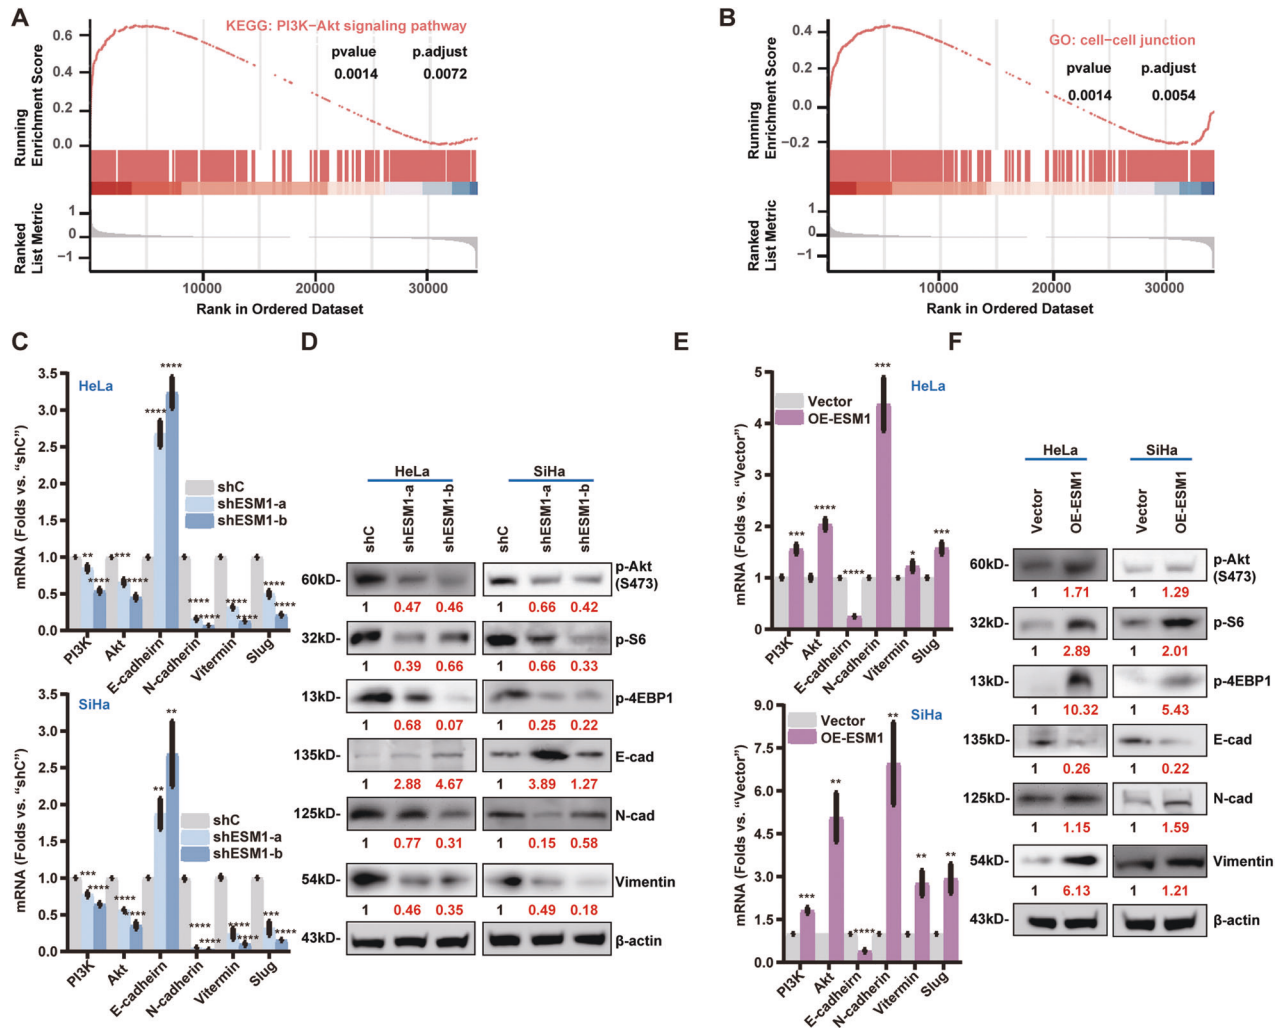 A
KEGG: PI3K−Akt signaling pathway
pvalue p.adjust
0.0014 0.0072
Running
Enrichment Score
0.6
0.4
0.2
0.0
Ranked
List Metric
1
0
−1
10000 20000 30000
Rank in Ordered Dataset
B
GO: cell−cell junction
pvalue p.adjust
0.0014 0.0054
Running
Enrichment Score
0.4
0.2
0.0
−0.2
Ranked
List Metric
1
0
−1
10000 20000 30000
Rank in Ordered Dataset
C
HeLa
mRNA (Folds vs. “shC”)
3.5
3.0
2.5
2.0
1.5
1.0
0.5
0.0
shC
shESM1-a
shESM1-b
** **** *** **** **** **** **** **** **** **** **** ****
PI3K Akt E-cadheirn N-cadherin Vitermin Slug
SiHa
mRNA (Folds vs. “shC”)
3.5
3.0
2.5
2.0
1.5
1.0
0.5
0.0
shC
shESM1-a
shESM1-b
*** **** **** *** ** ** **** **** **** **** *** ****
PI3K Akt E-cadheirn N-cadherin Vitermin Slug
D
HeLa SiHa
shC shESM1-a shESM1-b shC shESM1-a shESM1-b
60kD- p-Akt
(S473)
1 0.47 0.46 1 0.66 0.42
32kD- p-S6
1 0.39 0.66 1 0.66 0.33
13kD- p-4EBP1
1 0.68 0.07 1 0.25 0.22
135kD- E-cad
1 2.88 4.67 1 3.89 1.27
125kD- N-cad
1 0.77 0.31 1 0.15 0.58
54kD- Vimentin
1 0.46 0.35 1 0.49 0.18
43kD- β-actin
E
HeLa
mRNA (Folds vs. “Vector”)
5
4
3
2
1
0
Vector
OE-ESM1
*** **** **** *** * ***
PI3K Akt E-cadheirn N-cadherin Vitermin Slug
SiHa
mRNA (Folds vs. “Vector”)
9.0
7.5
6.0
4.5
3.0
1.5
0.0
Vector
OE-ESM1
*** ** **** ** ** **
PI3K Akt E-cadheirn N-cadherin Vitermin Slug
F
HeLa SiHa
Vector OE-ESM1 Vector OE-ESM1
60kD- p-Akt
(S473)
1 1.71 1 1.29
32kD- p-S6
1 2.89 1 2.01
13kD- p-4EBP1
1 10.32 1 5.43
135kD- E-cad
1 0.26 1 0.22
125kD- N-cad
1 1.15 1 1.59
54kD- Vimentin
1 6.13 1 1.21
43kD- β-actin